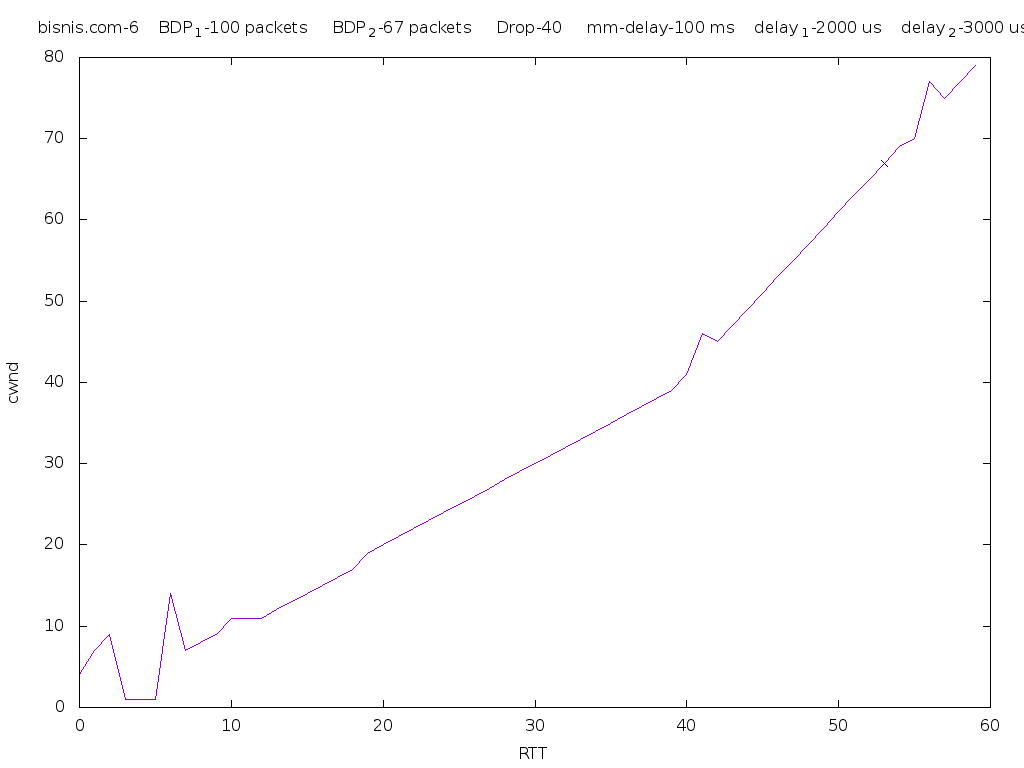 bisnis.com-6 BDP1-100 packets BDP2-67 packets Drop-40 mm-delay-100 ms delay1-2000 us delay2-3000 us
80
70
60
50
40
30
20
10
0
cwnd
0 10 20 30 40 50 60
RTT